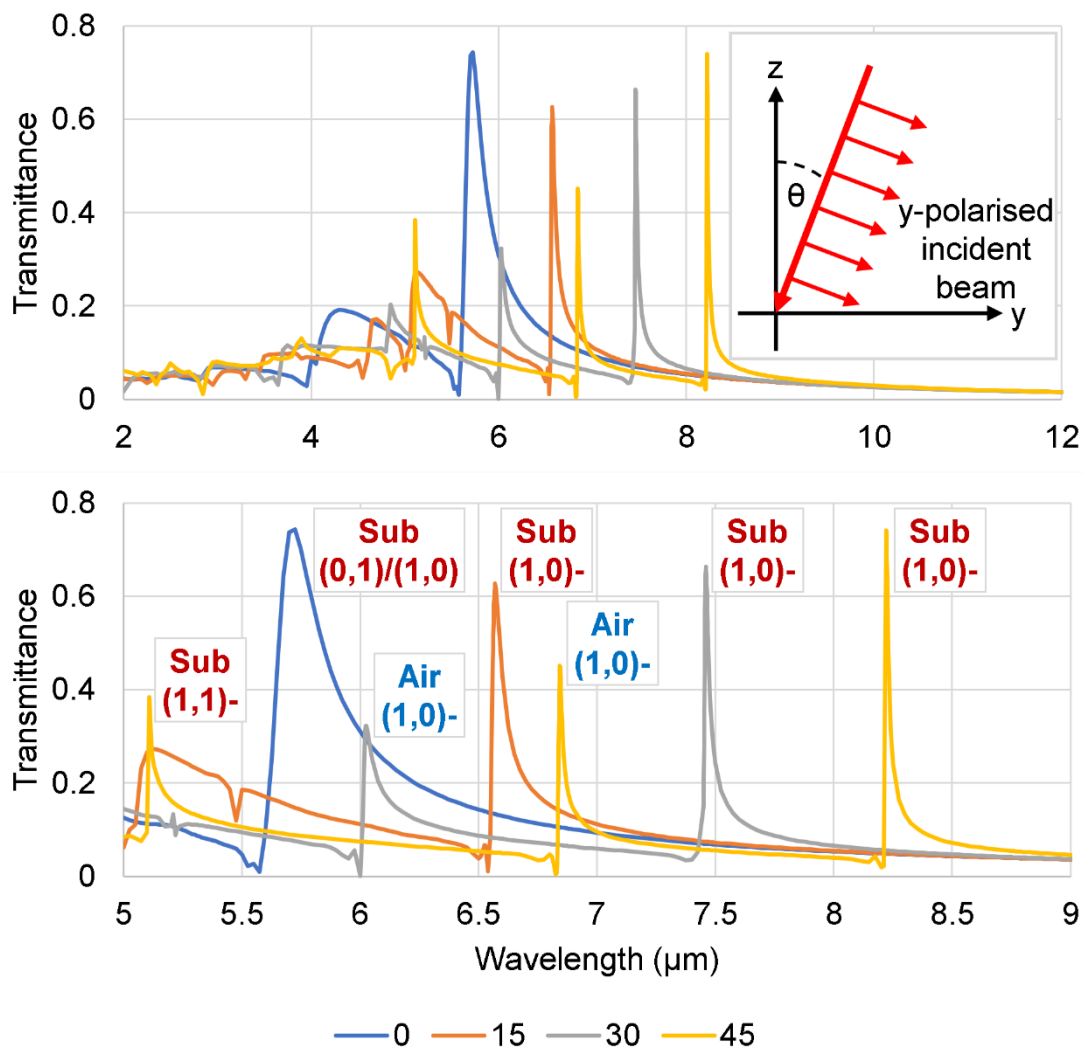 0.8
0.6
0.4
0.2
0
Transmittance
2
4
6
8
10
12
z
θ
y-polarised
incident
beam
y
0.8
0.6
0.4
0.2
0
Transmittance
Sub
(1,1)-
Sub
(0,1)/(1,0)
Air
(1,0)-
Sub
(1,0)-
Air
(1,0)-
Sub
(1,0)-
Sub
(1,0)-
5
5.5
6
6.5
7
7.5
8
8.5
9
Wavelength (µm)
0
15
30
45